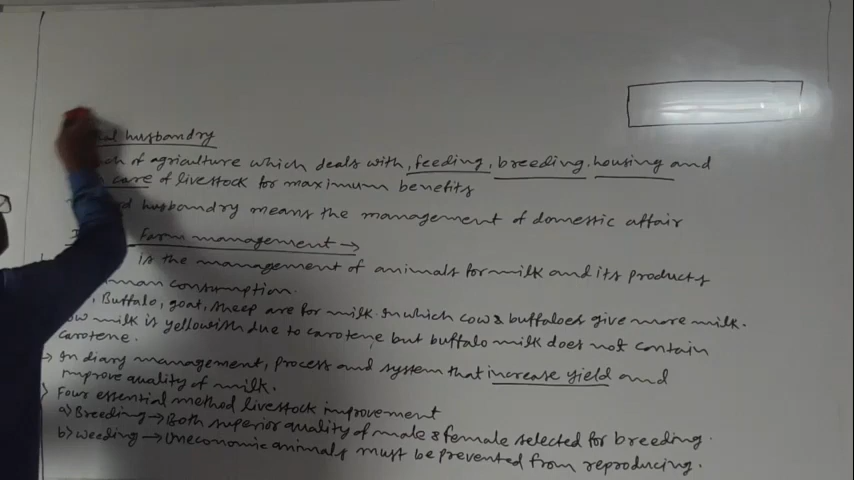 husbandry
of agriculture which deals with, feeding, breeding, housing and
care of livestock for maximum benefits
husbandry means the management of domestic affair
Farm management →
is the management of animals for milk and its products
consumption.
Buffalo, goat, sheep are for milk. In which cow & buffaloes give more milk.
milk is yellowish due to carotene, but buffalo milk does not contain
carotene.
→ In diary management, process and system that increase yield and
improve quality of milk.
Four essential method livestock improvement
a) Breeding → Both superior quality of male & female selected for breeding.
b) Weeding → Uneconomic animals must be prevented from reproducing.